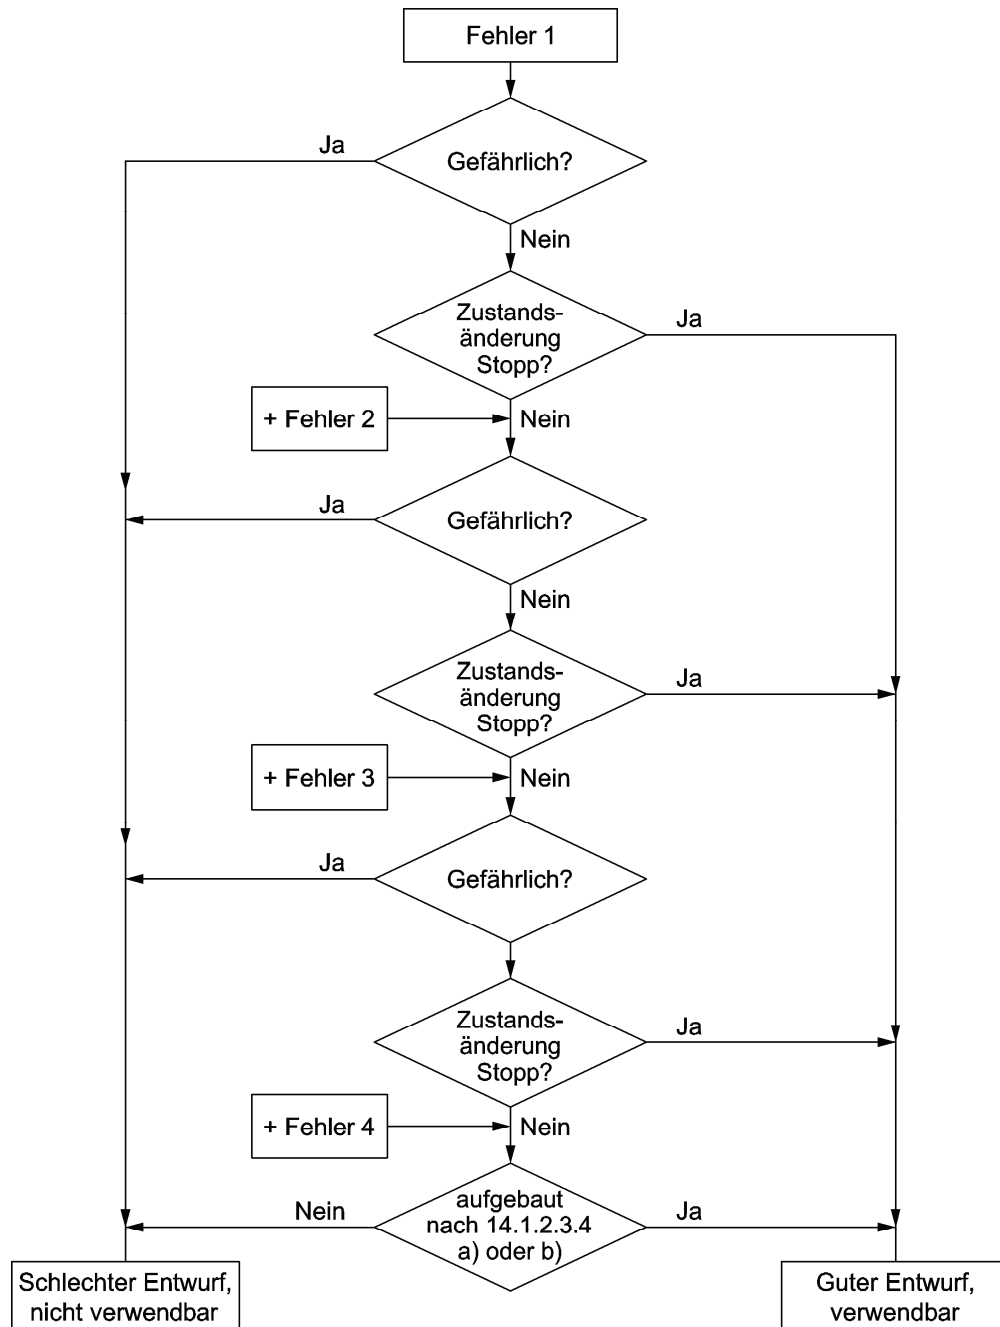 Fehler 1
Ja
Gefährlich?
Nein
Zustands-
änderung
Stopp?
Ja
+ Fehler 2
Nein
Ja
Gefährlich?
Nein
Zustands-
änderung
Stopp?
Ja
+ Fehler 3
Nein
Ja
Gefährlich?
Zustands-
änderung
Stopp?
Ja
+ Fehler 4
Nein
Nein
aufgebaut
nach 14.1.2.3.4
a) oder b)
Ja
Schlechter Entwurf,
nicht verwendbar
Guter Entwurf,
verwendbar